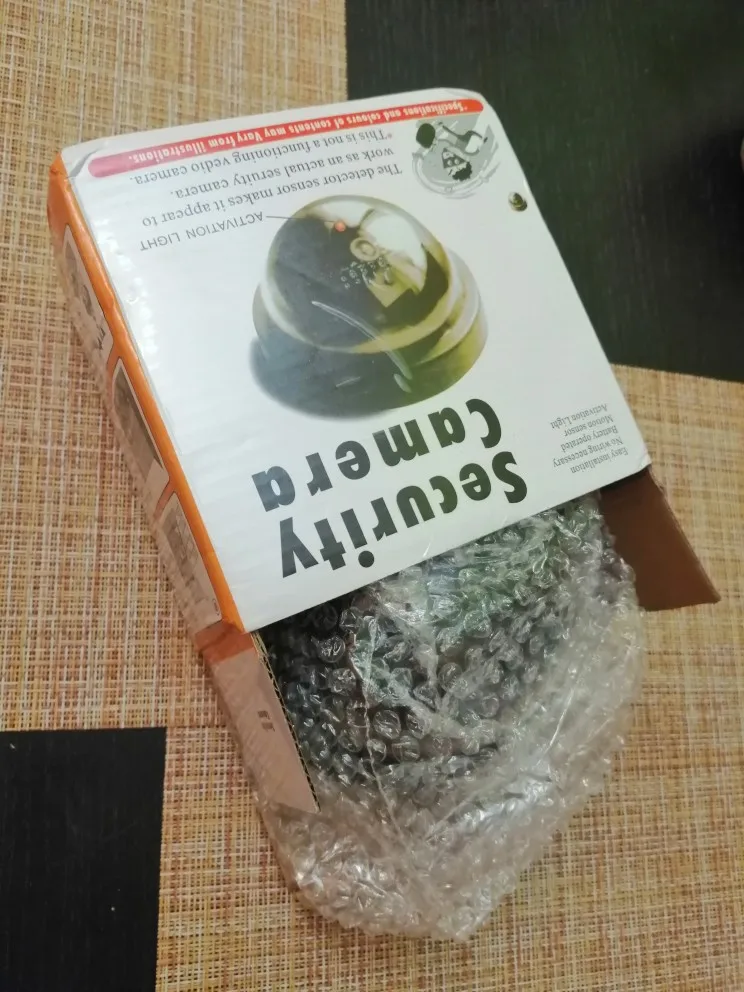 Security
Camera
Easy installation
No wiring necessary
Battery operated
Motion sensor
Activation Light
ACTIVATION LIGHT
The detector sensor makes it appear to
work as an actual serurity camera.
*This is not a functioning vedio camera.
*Specifications and colours of contents may Vary from illustrations.